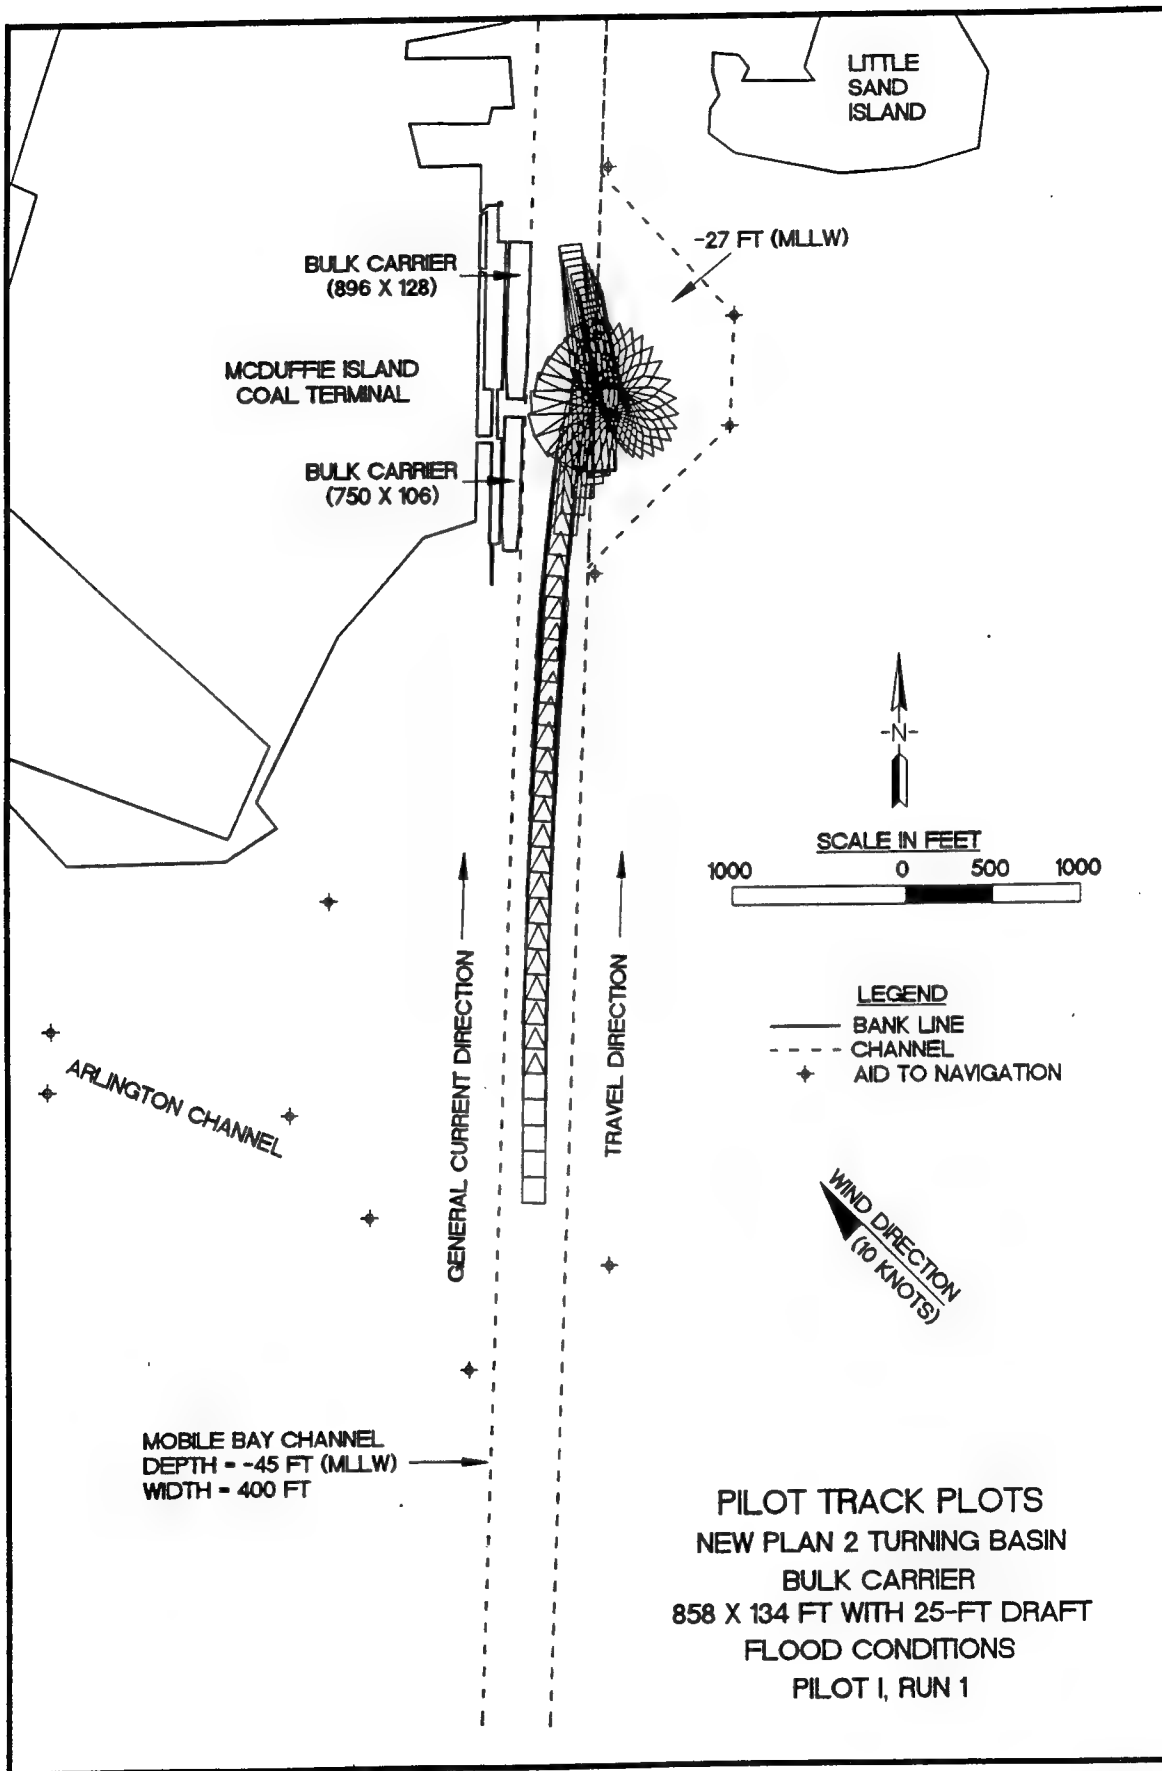 LITTLE
SAND
ISLAND
-27 FT (MLLW)
BULK CARRIER
(896 X 128)
MCDUFFIE ISLAND
COAL TERMINAL
BULK CARRIER
(750 X 106)
-N-
SCALE IN FEET
1000 0 500 1000
LEGEND
BANK LINE
CHANNEL
AID TO NAVIGATION
GENERAL CURRENT DIRECTION
TRAVEL DIRECTION
ARLINGTON CHANNEL
WIND DIRECTION
(10 KNOTS)
MOBILE BAY CHANNEL
DEPTH = -45 FT (MLLW)
WIDTH = 400 FT
PILOT TRACK PLOTS
NEW PLAN 2 TURNING BASIN
BULK CARRIER
858 X 134 FT WITH 25-FT DRAFT
FLOOD CONDITIONS
PILOT I, RUN 1